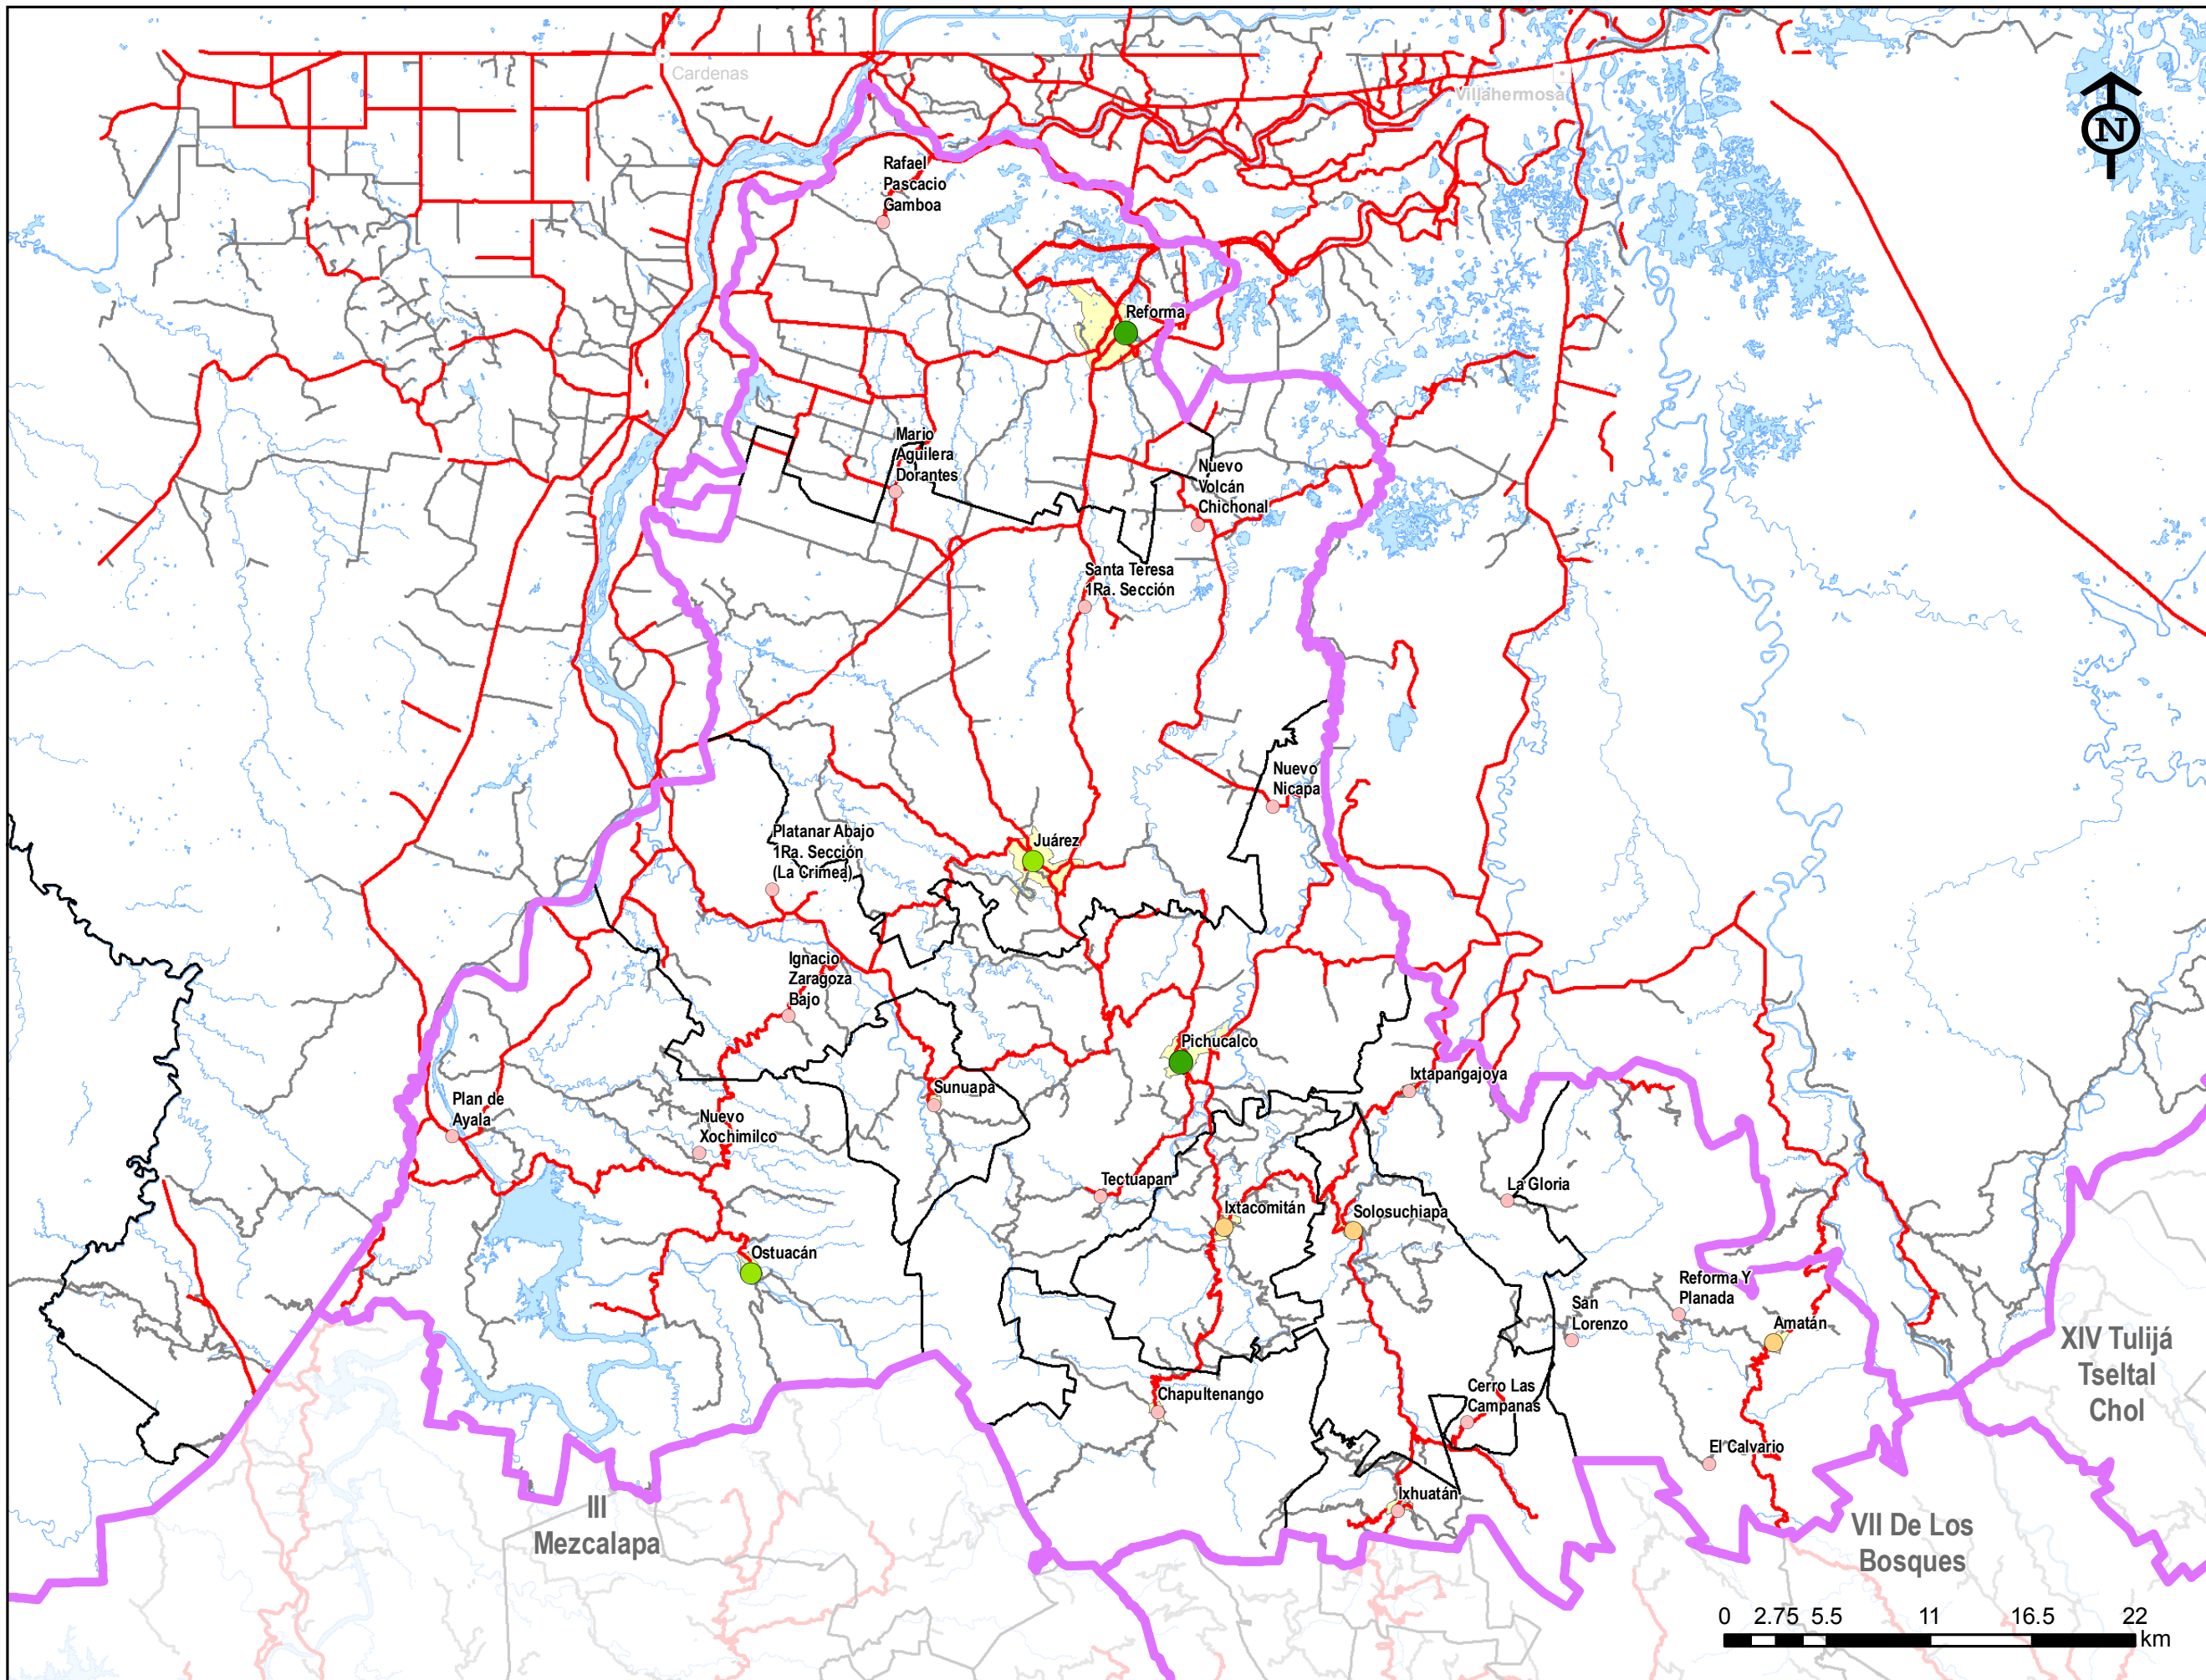 Cardenas
Villahermosa
N
Rafael
Pascacio
Gamboa
Reforma
Mario
Aguilera
Dorantes
Nuevo
Volcán
Chichonal
Santa Teresa
1Ra. Sección
Nuevo
Nicapa
Platanar Abajo
1Ra. Sección
(La Crimea)
Juárez
Ignacio
Zaragoza
Bajo
Pichucalco
Sunuapa
Ixtapangajoya
Plan de
Ayala
Nuevo
Xochimilco
Tectuapan
La Gloria
Ixtacomitán
Solosuchiapa
Ostuacán
Reforma Y
Planada
San
Lorenzo
Amatán
XIV Tulijá
Tseltal
Chol
Chapultenango
Cerro Las
Campanas
El Calvario
Ixhuatán
III
Mezcalapa
VII De Los
Bosques
0 2.75 5.5 11 16.5 22
km